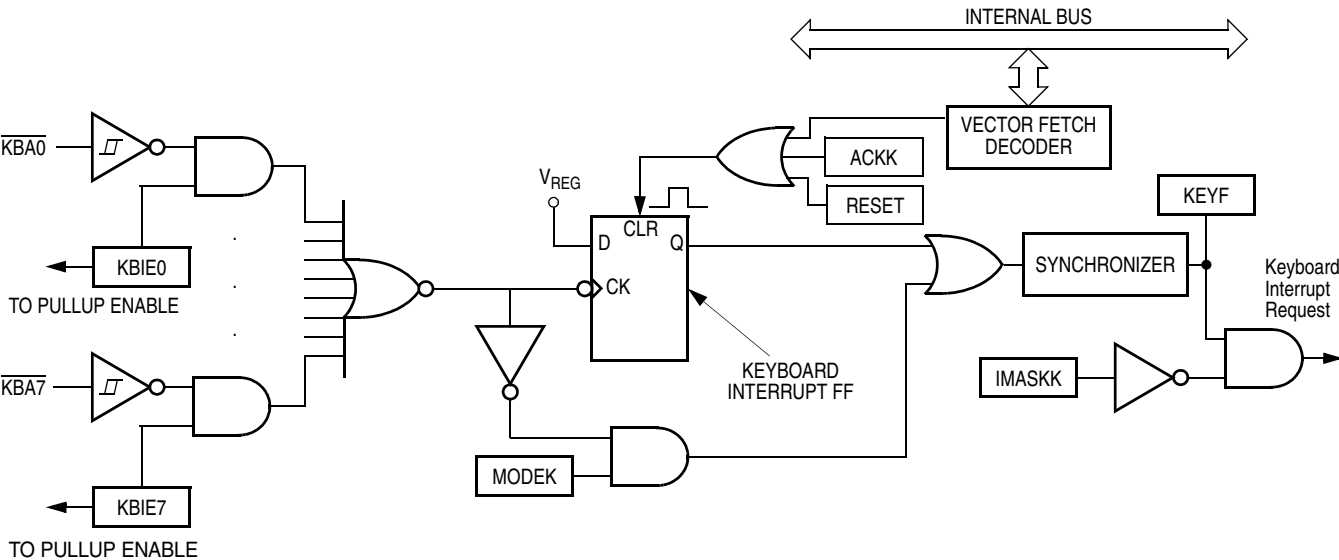 INTERNAL BUS
VECTOR FETCH
DECODER
KBA0
ACKK
VREG
KEYF
RESET
CLR
D
Q
KBIE0
SYNCHRONIZER
Keyboard
Interrupt
Request
CK
TO PULLUP ENABLE
KBA7
KEYBOARD
INTERRUPT FF
IMASKK
MODEK
KBIE7
TO PULLUP ENABLE